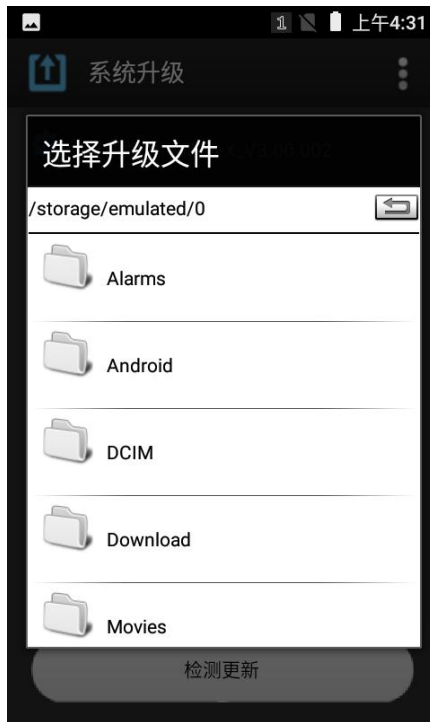 1 上午4:31
系统升级
选择升级文件
/storage/emulated/0
Alarms
Android
DCIM
Download
Movies
检测更新